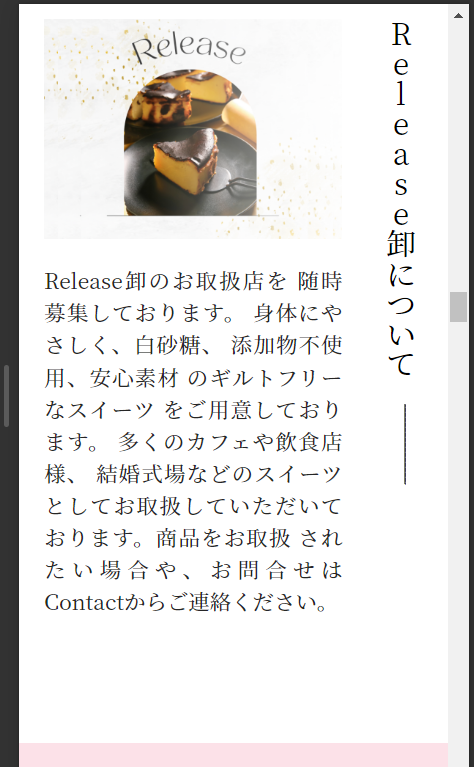 Release
Release卸について
Release卸のお取扱店を 随時
募集しております。 身体にや
さしく、白砂糖、 添加物不使
用、安心素材 のギルトフリー
なスイーツ をご用意しており
ます。 多くのカフェや飲食店
様、 結婚式場などのスイーツ
としてお取扱していただいて
おります。商品をお取扱 され
たい場合や、お問合せは
Contactからご連絡ください。